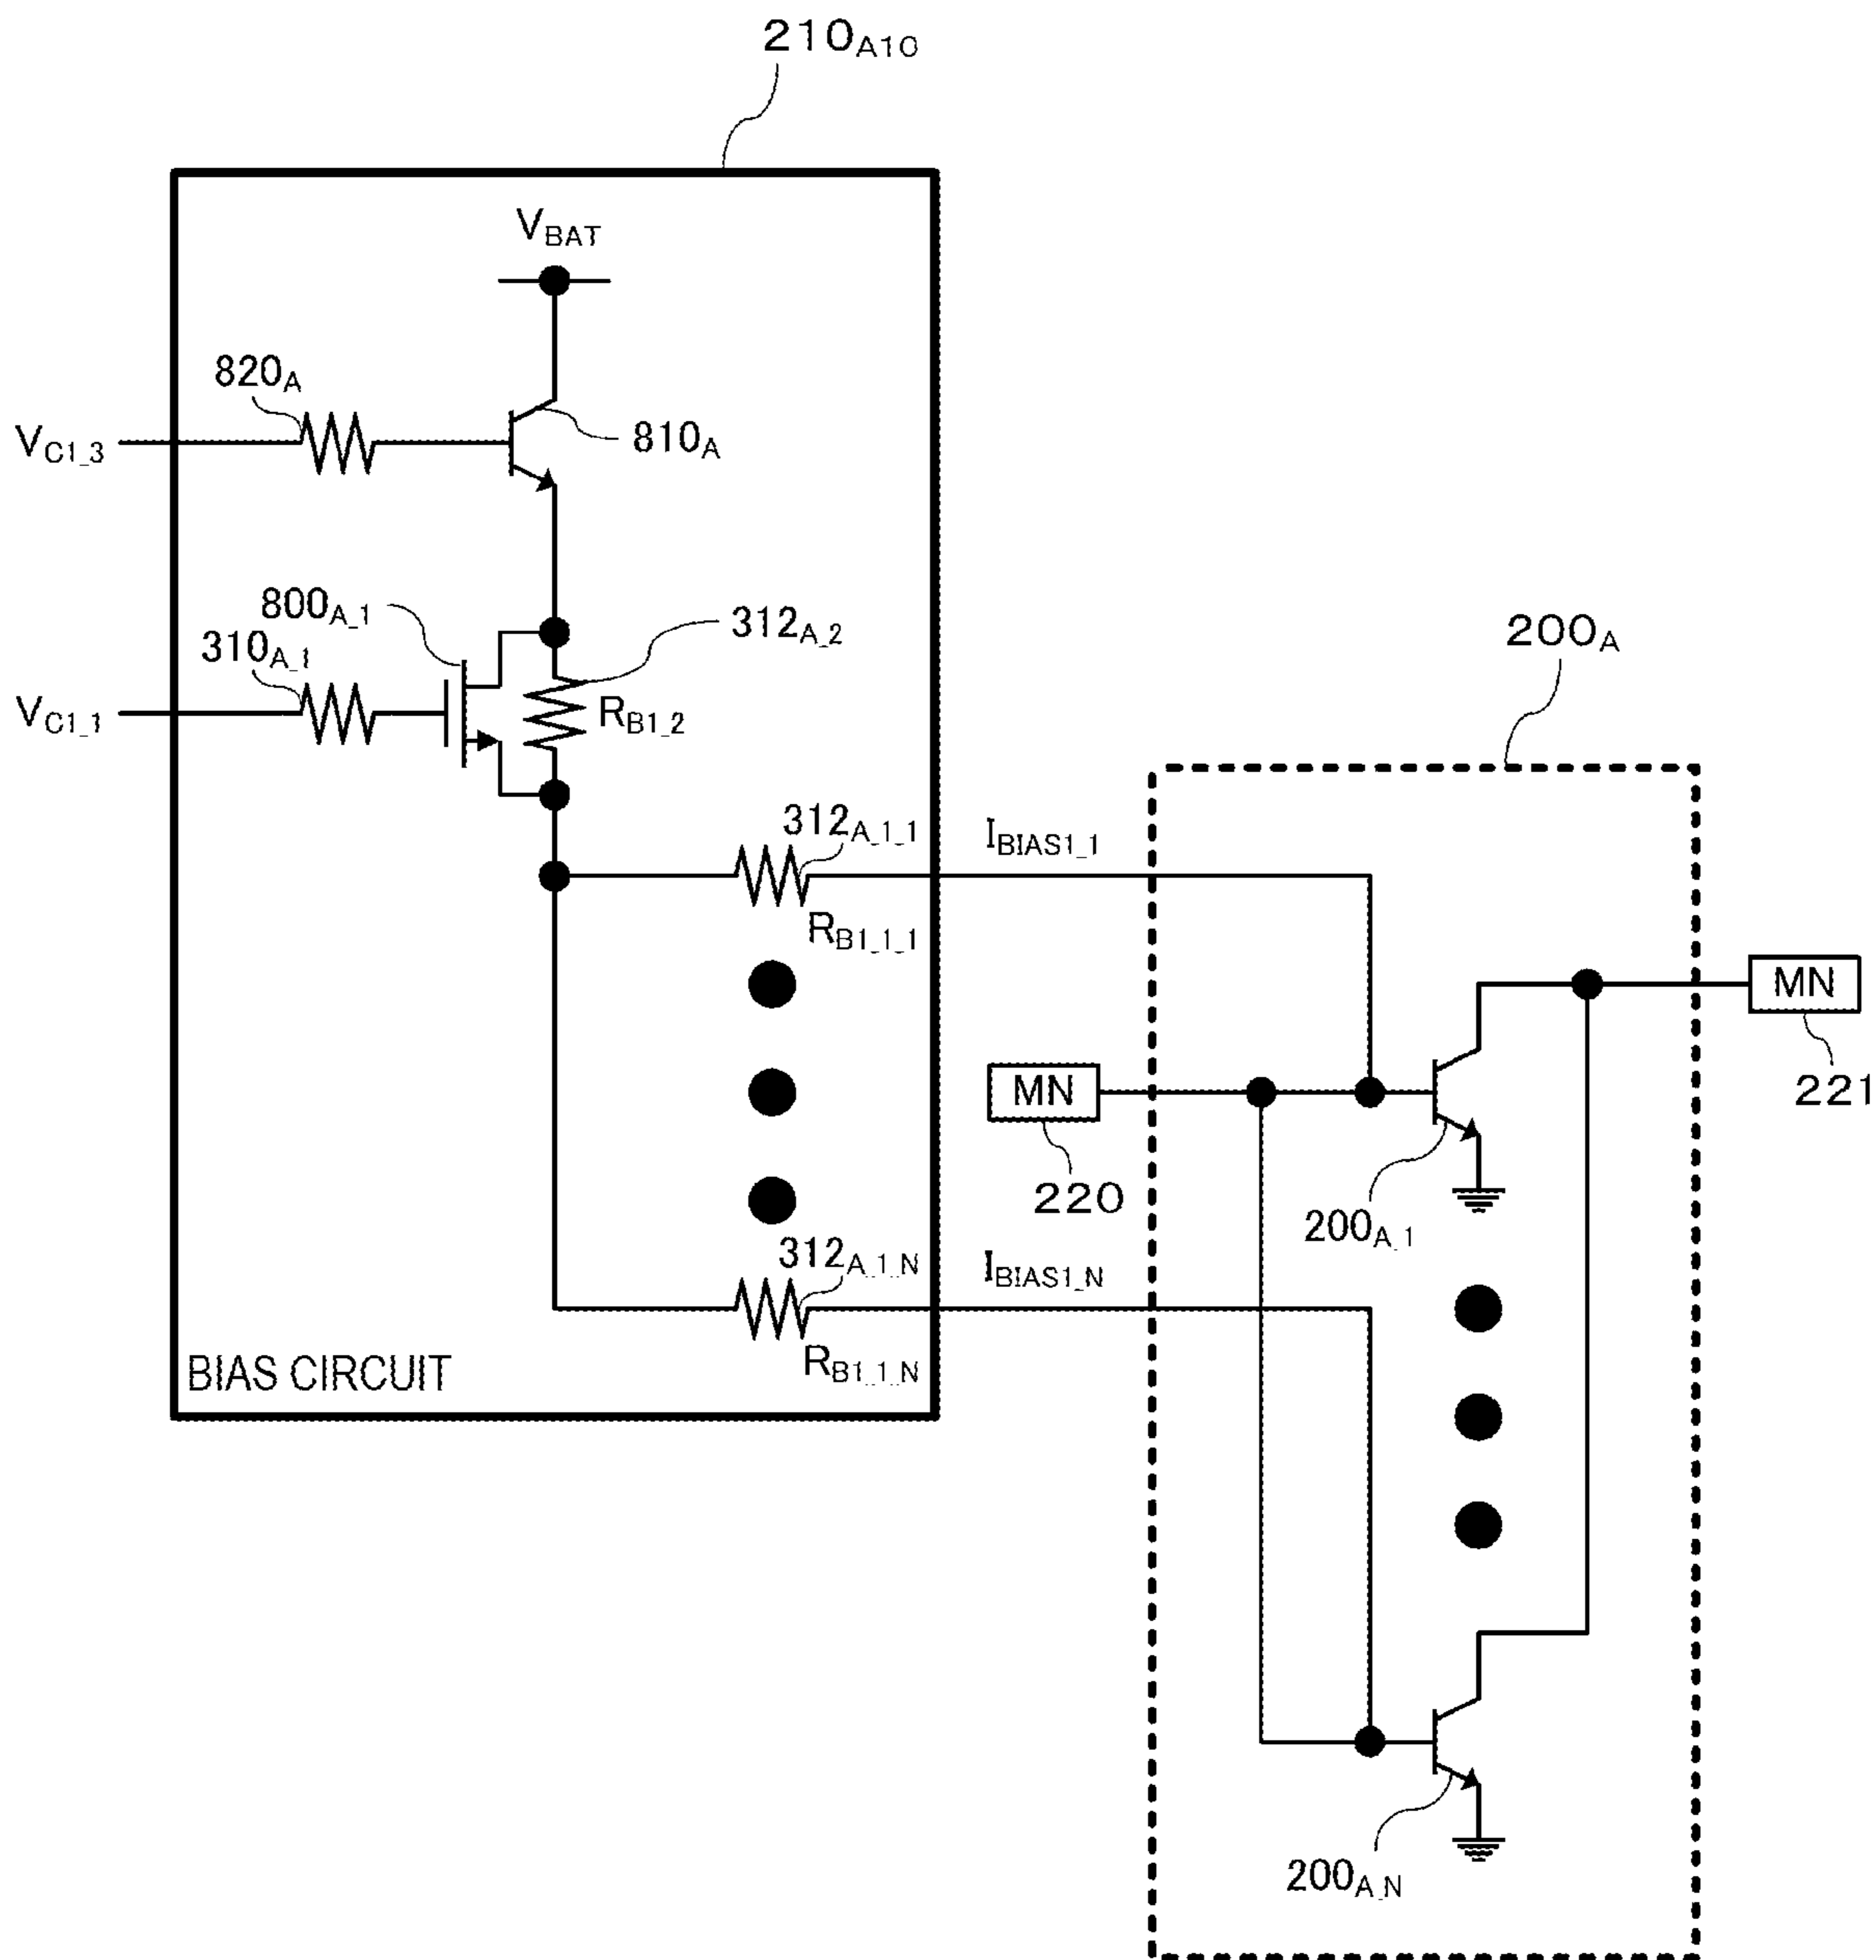 210A10
VBAT
820A
VC1_3
810A
800A_1
312A_2
310A_1
VC1_1
RB1_2
200A
312A_1_1
IBIAS1_1
RB1_1_1
MN
MN
221
220
200A_1
312A_1_N
IBIAS1_N
RB1_1_N
BIAS CIRCUIT
200A_N